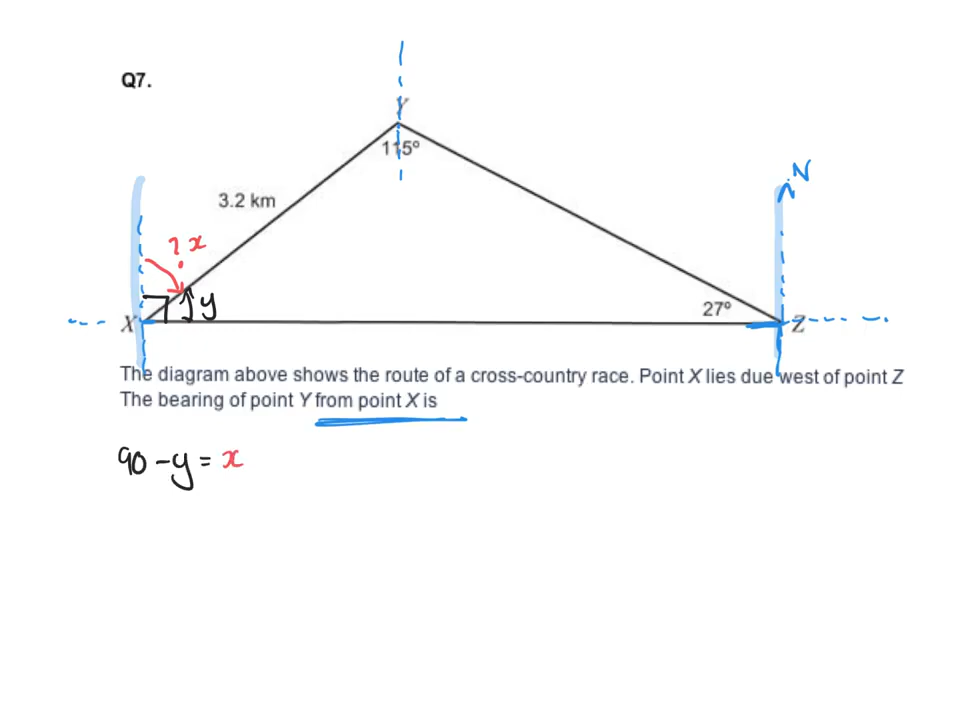 Q7.
Y
115°
N
3.2 km
? x
y
27°
X
Z
The diagram above shows the route of a cross-country race. Point X lies due west of point Z
The bearing of point Y from point X is
90 - y = x